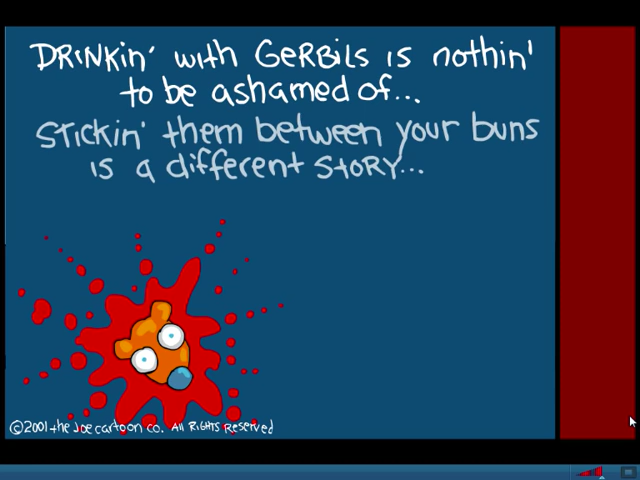 DRiNKin' with GeRBiLs is nothin'
to be ashamed of...
Stickin' them between your buns
is a different StoRY...
©2001 the Joe cartoon co. All RiGHts Reserved